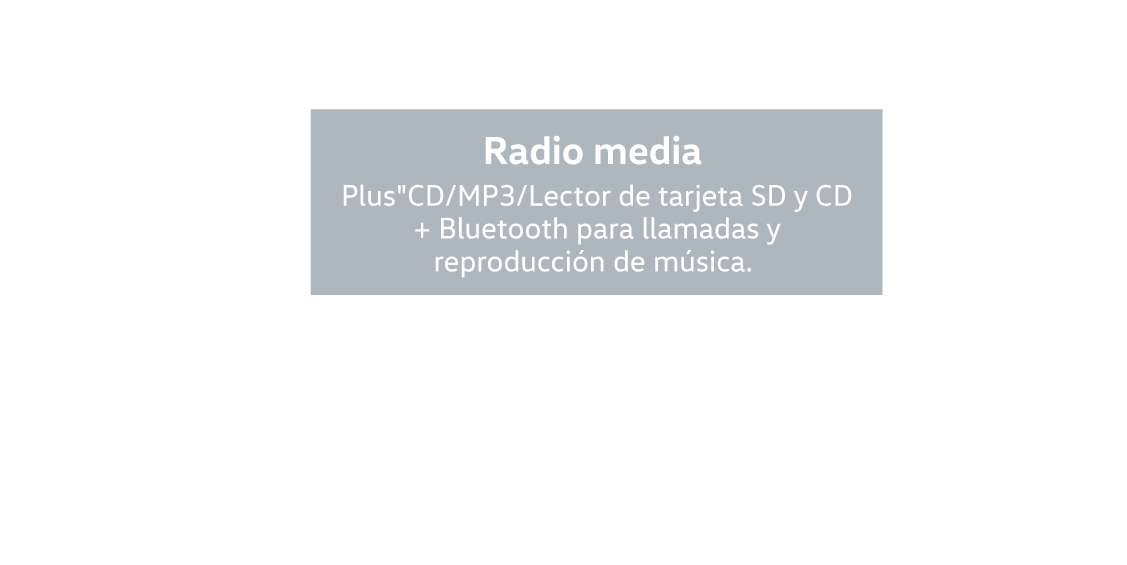 Radio media
Plus"CD/MP3/Lector de tarjeta SD y CD
+ Bluetooth para llamadas y
reproducción de música.